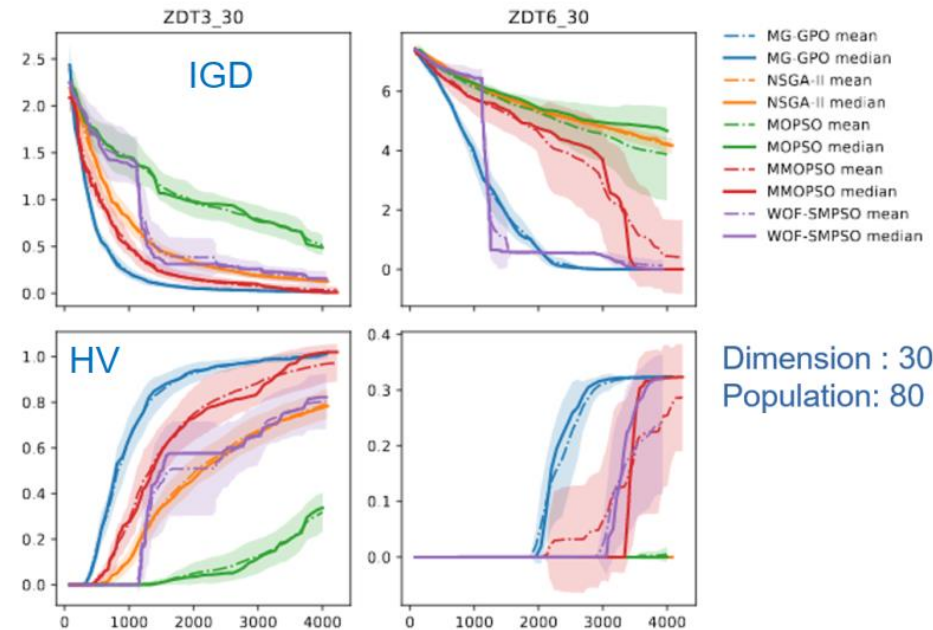 ZDT3_30
ZDT6_30
IGD
2.5
2.0
1.5
1.0
0.5
0.0
6
4
2
0
MG-GPO mean
MG-GPO median
NSGA-II mean
NSGA-II median
MOPSO mean
MOPSO median
MMOPSO mean
MMOPSO median
WOF-SMPSO mean
WOF-SMPSO median
HV
1.0
0.8
0.6
0.4
0.2
0.0
0 1000 2000 3000 4000
0.4
0.3
0.2
0.1
0.0
0 1000 2000 3000 4000
Dimension : 30
Population: 80